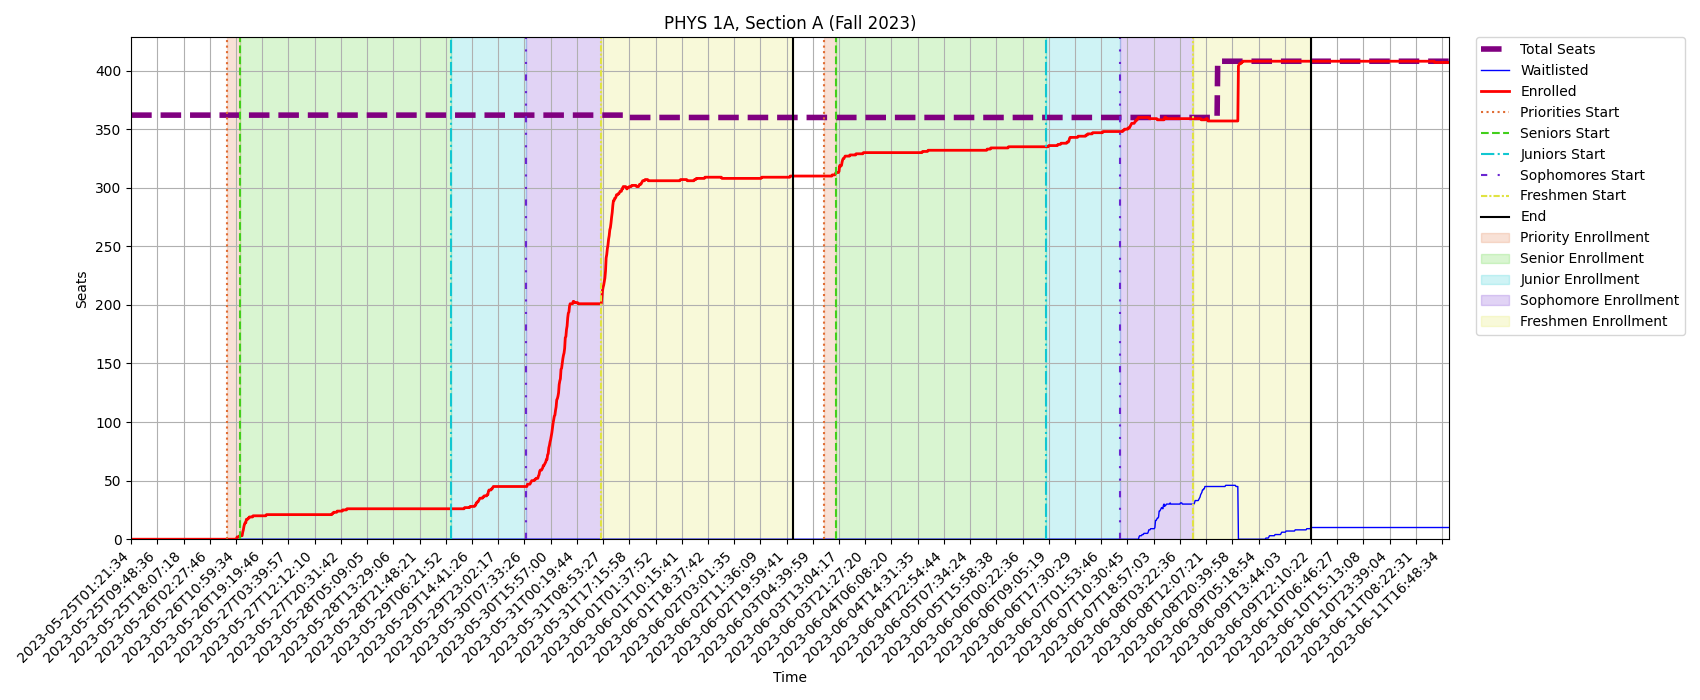 PHYS 1A, Section A (Fall 2023)
Seats
400
350
300
250
200
150
100
50
0
2023-05-25T01:21:34
2023-05-25T09:48:36
2023-05-25T18:07:18
2023-05-26T02:27:46
2023-05-26T10:59:34
2023-05-26T19:19:46
2023-05-27T03:39:57
2023-05-27T12:12:10
2023-05-27T20:31:42
2023-05-28T05:09:05
2023-05-28T13:29:06
2023-05-28T21:48:21
2023-05-29T06:21:52
2023-05-29T14:41:26
2023-05-29T23:02:17
2023-05-30T07:33:26
2023-05-30T15:57:00
2023-05-31T00:19:44
2023-05-31T08:53:27
2023-05-31T17:15:58
2023-06-01T01:37:52
2023-06-01T10:15:41
2023-06-01T18:37:42
2023-06-02T03:01:35
2023-06-02T11:36:09
2023-06-02T19:59:41
2023-06-03T04:39:59
2023-06-03T13:04:17
2023-06-03T21:27:20
2023-06-04T06:08:20
2023-06-04T14:31:35
2023-06-04T22:54:44
2023-06-05T07:34:24
2023-06-05T15:58:38
2023-06-06T00:22:36
2023-06-06T09:05:19
2023-06-06T17:30:29
2023-06-07T01:53:46
2023-06-07T10:30:45
2023-06-07T18:57:03
2023-06-08T03:22:36
2023-06-08T12:07:21
2023-06-08T20:39:58
2023-06-09T05:18:54
2023-06-09T13:44:03
2023-06-09T22:10:22
2023-06-10T06:46:27
2023-06-10T15:13:08
2023-06-10T23:39:04
2023-06-11T08:22:31
2023-06-11T16:48:34
Time
Total Seats
Waitlisted
Enrolled
Priorities Start
Seniors Start
Juniors Start
Sophomores Start
Freshmen Start
End
Priority Enrollment
Senior Enrollment
Junior Enrollment
Sophomore Enrollment
Freshmen Enrollment